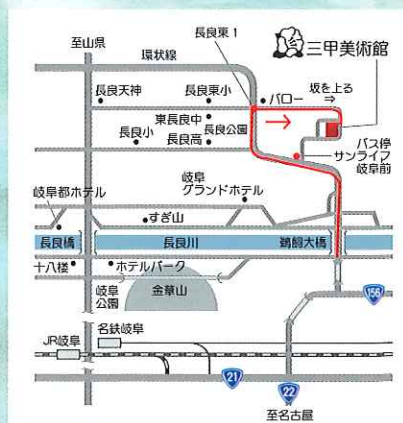 至山県
環状線
長良東1
三甲美術館
坂を上る
⇒
長良天神
長良東小
バロー
東長良中
長良公園
長良小
長良高
バス停
サンライフ
岐阜前
岐阜都ホテル
岐阜
グランドホテル
すぎ山
長良橋
長良川
鵜飼大橋
十八楼
ホテルパーク
岐阜
公園
金華山
156
JR岐阜
名鉄岐阜
21
22
至名古屋